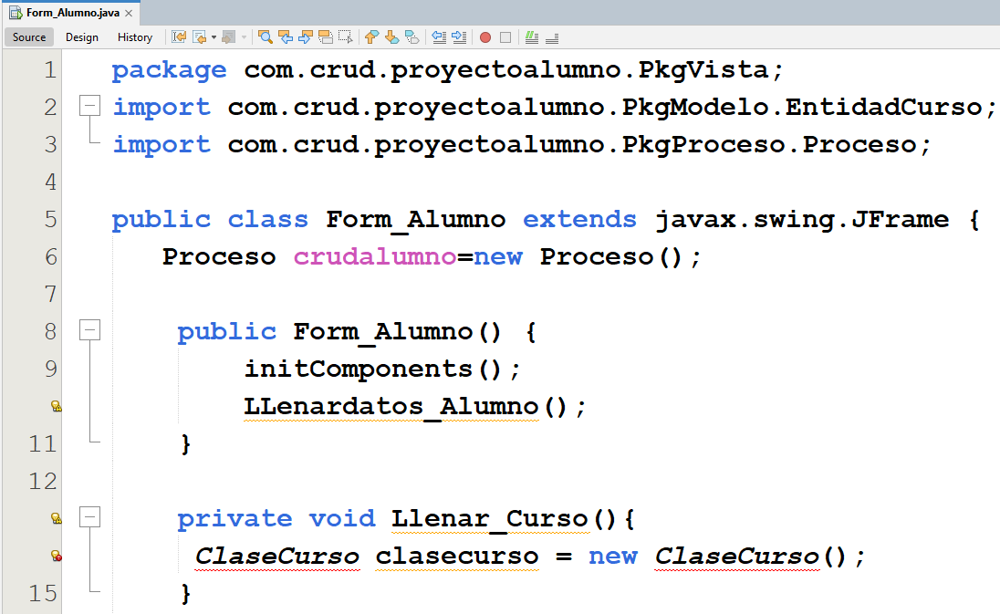 Form_Alumno.java
Source Design History
1 package com.crud.proyectoalumno.PkgVista;
2 import com.crud.proyectoalumno.PkgModelo.EntidadCurso;
3 import com.crud.proyectoalumno.PkgProceso.Proceso;
4
5 public class Form_Alumno extends javax.swing.JFrame {
6 Proceso crudalumno=new Proceso();
7
8 public Form_Alumno() {
9 initComponents();
LLenardatos_Alumno();
11 }
12
private void Llenar_Curso(){
ClaseCurso clasecurso = new ClaseCurso();
15 }